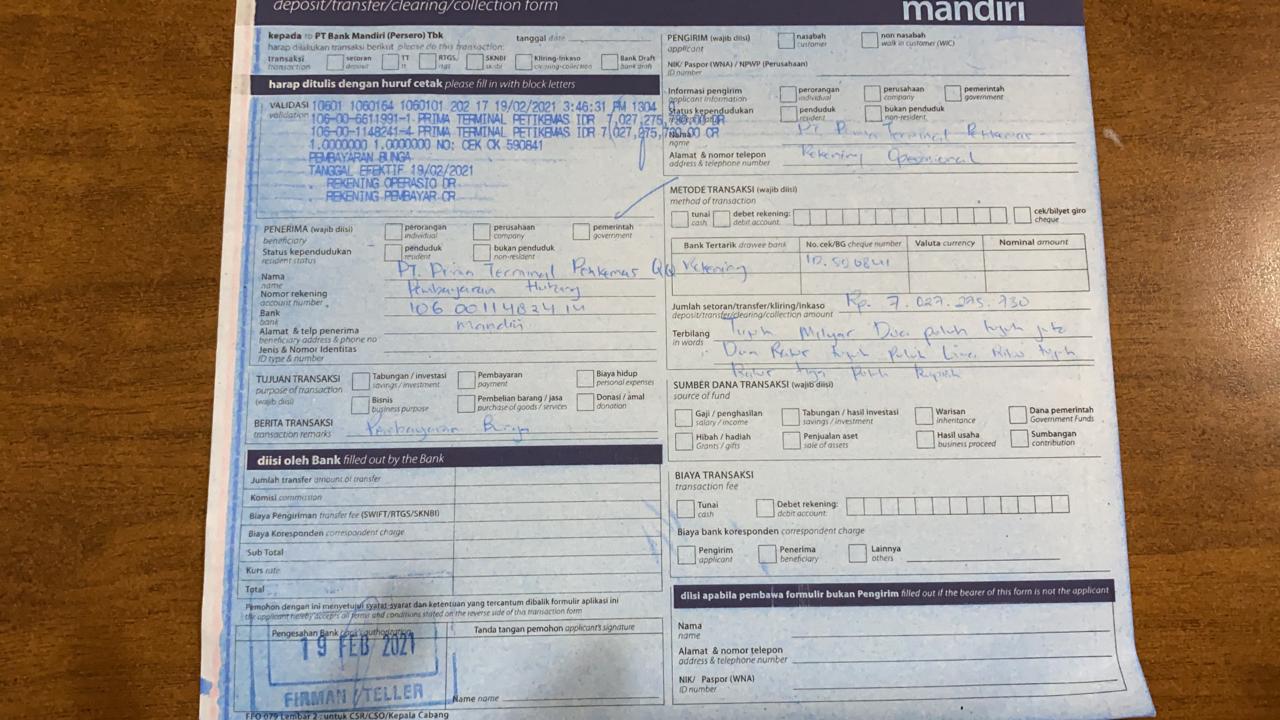 deposit/transfer/clearing/collection form
mandiri
kepada to PT Bank Mandiri (Persero) Tbk
tanggal date
harap dilakukan transaksi berikut please do this transaction:
transaksi
transaction
setoran
deposit
TT
tt
RTGS
rtgs
SKNBI
sknbi
Kliring-Inkaso
clearing-collection
Bank Draft
bank draft
harap ditulis dengan huruf cetak please fill in with block letters
VALIDASI
validation
10601 1060164 1060101 202 17 19/02/2021 3:46:31 PM 1304
106-00-6611991-1 PRIMA TERMINAL PETIKEMAS IDR 7,027,275,730.00 DR
106-00-1148241-4 PRIMA TERMINAL PETIKEMAS IDR 7,027,275,730.00 CR
1.0000000 1.0000000 NO: CEK CK 590841
PEMBAYARAN BUNGA
TANGGAL EFEKTIF 19/02/2021
REKENING OPERASIO DR
REKENING PEMBAYAR CR
PENERIMA (wajib diisi)
beneficiary
perorangan
individual
perusahaan
company
pemerintah
government
Status kependudukan
resident status
penduduk
resident
bukan penduduk
non-resident
Nama
name
PT. Prima Terminal Petikemas QQ Rekening
Pembayaran Hutang
Nomor rekening
account number
106 00 11482414
Bank
bank
mandiri
Alamat & telp penerima
beneficiary address & phone no
Jenis & Nomor Identitas
ID type & number
TUJUAN TRANSAKSI
purpose of transaction
(wajib diisi)
Tabungan / investasi
savings / investment
Pembayaran
payment
Biaya hidup
personal expenses
Bisnis
business purpose
Pembelian barang / jasa
purchase of goods / services
Donasi / amal
donation
BERITA TRANSAKSI
transaction remarks
Pembayaran Bunga
diisi oleh Bank filled out by the Bank
Jumlah transfer amount of transfer
Komisi commission
Biaya Pengiriman transfer fee (SWIFT/RTGS/SKNBI)
Biaya Koresponden correspondent charge
Sub Total
Kurs rate
Total
Pemohon dengan ini menyetujui syarat-syarat dan ketentuan yang tercantum dibalik formulir aplikasi ini
the applicant hereby accepts all terms and conditions stated on the reverse side of this transaction form
Pengesahan Bank bank's authorization
19 FEB 2021
FIRMAN / TELLER
Tanda tangan pemohon applicant's signature
Name name
FFO 079 Lembar 2 : untuk CSR/CSO/Kepala Cabang
PENGIRIM (wajib diisi)
applicant
nasabah
customer
non nasabah
walk in customer (WIC)
NIK/ Paspor (WNA) / NPWP (Perusahaan)
ID number
Informasi pengirim
applicant information
perorangan
individual
perusahaan
company
pemerintah
government
Status kependudukan
penduduk
resident
bukan penduduk
non-resident
Nama
name
PT. Prima Terminal Petikemas
Alamat & nomor telepon
address & telephone number
Rekening Operasional
METODE TRANSAKSI (wajib diisi)
method of transaction
tunai
cash
debet rekening:
debit account:
cek/bilyet giro
cheque
Bank Tertarik drawee bank
No. cek/BG cheque number
Valuta currency
Nominal amount
Jumlah setoran/transfer/kliring/inkaso
deposit/transfer/clearing/collection amount
Rp. 7.027.275.730
Terbilang
in words
Tujuh Milyar Dua puluh tujuh juta
Dua Ratus tujuh Puluh Lima Ribu tujuh
Ratus tiga Puluh Rupiah
SUMBER DANA TRANSAKSI (wajib diisi)
source of fund
Gaji / penghasilan
salary / income
Tabungan / hasil investasi
savings / investment
Warisan
inheritance
Dana pemerintah
Government Funds
Hibah / hadiah
Grants / gifts
Penjualan aset
sale of assets
Hasil usaha
business proceed
Sumbangan
contribution
BIAYA TRANSAKSI
transaction fee
Tunai
cash
Debet rekening:
debit account:
Biaya bank koresponden correspondent charge
Pengirim
applicant
Penerima
beneficiary
Lainnya
others
diisi apabila pembawa formulir bukan Pengirim filled out if the bearer of this form is not the applicant
Nama
name
Alamat & nomor telepon
address & telephone number
NIK/ Paspor (WNA)
ID number